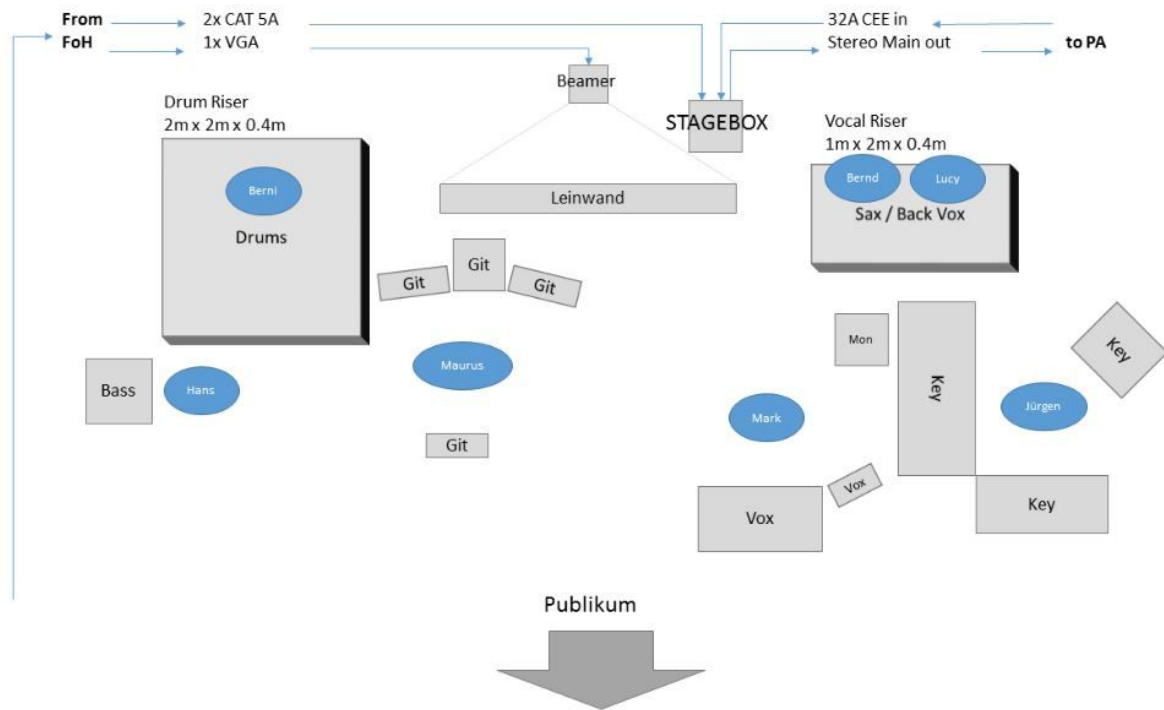 From
FoH
2x CAT 5A
1x VGA
32A CEE in
Stereo Main out
to PA
Beamer
STAGEBOX
Drum Riser
2m x 2m x 0.4m
Vocal Riser
1m x 2m x 0.4m
Berni
Drums
Leinwand
Bernd
Lucy
Sax / Back Vox
Git
Git
Git
Mon
Key
Key
Bass
Hans
Maurus
Mark
Jürgen
Git
Vox
Vox
Key
Publikum